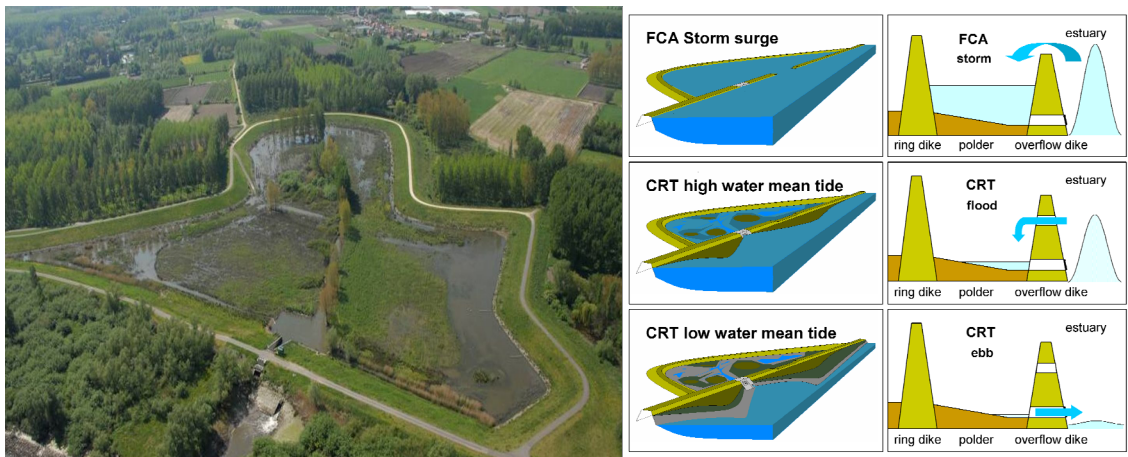 FCA Storm surge
FCA
storm
estuary
ring dike polder overflow dike
CRT high water mean tide
CRT
flood
estuary
ring dike polder overflow dike
CRT low water mean tide
CRT
ebb
estuary
ring dike polder overflow dike